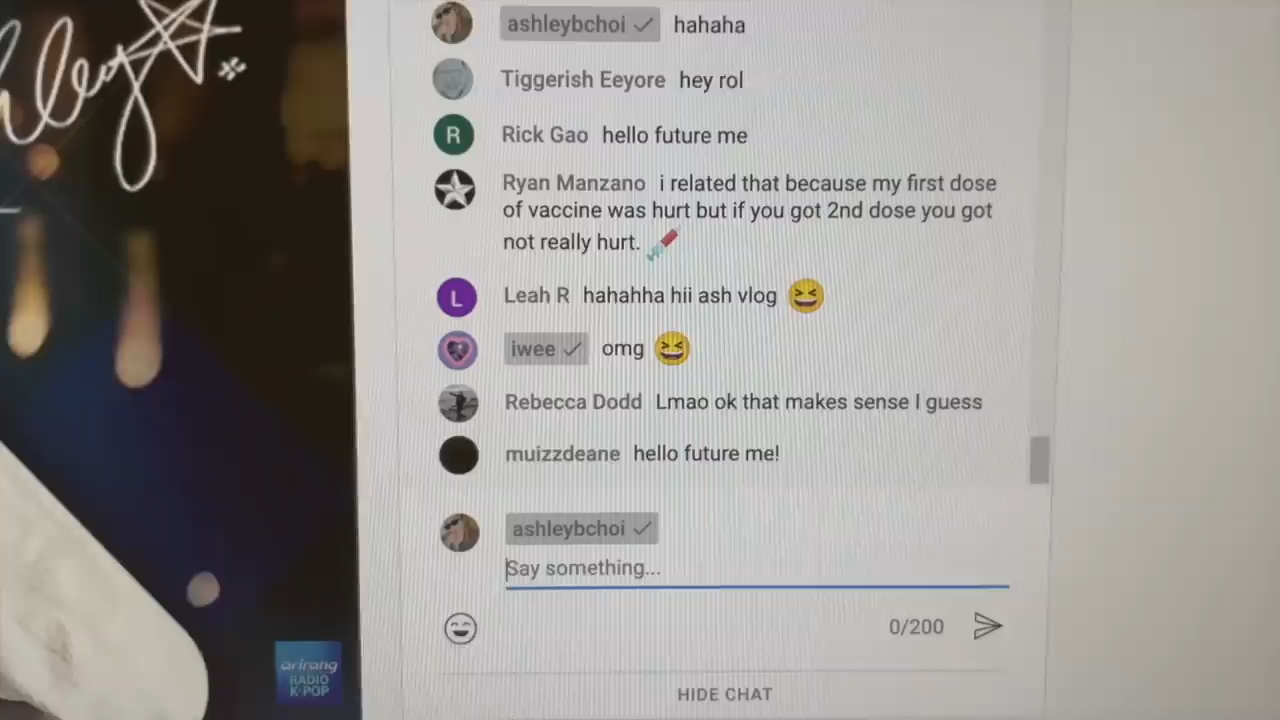 ashleybchoi ✓ hahaha
Tiggerish Eeyore hey rol
R Rick Gao hello future me
Ryan Manzano i related that because my first dose
of vaccine was hurt but if you got 2nd dose you got
not really hurt.
L Leah R hahahha hii ash vlog 😆
iwee ✓ omg 😆
Rebecca Dodd Lmao ok that makes sense I guess
muizzdeane hello future me!
ashleybchoi ✓
Say something...
0/200
HIDE CHAT
arirang
RADIO
K-POP